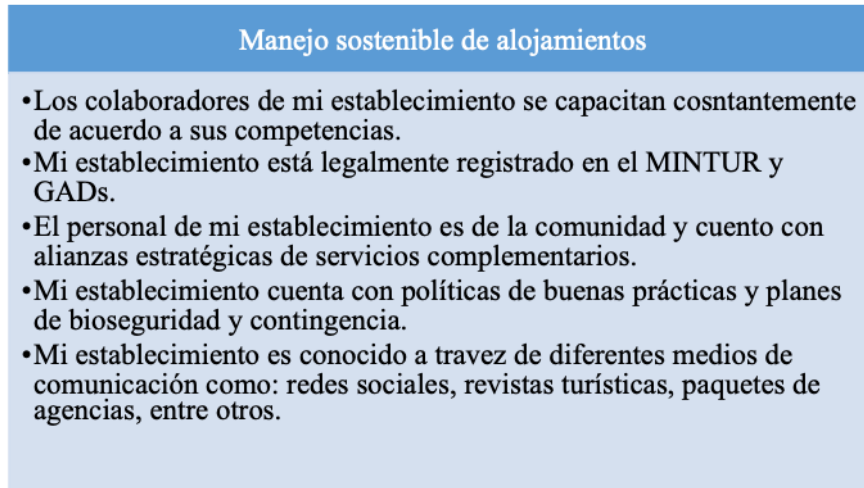 Manejo sostenible de alojamientos
•Los colaboradores de mi establecimiento se capacitan cosntantemente
de acuerdo a sus competencias.
•Mi establecimiento está legalmente registrado en el MINTUR y
GADs.
•El personal de mi establecimiento es de la comunidad y cuento con
alianzas estratégicas de servicios complementarios.
•Mi establecimiento cuenta con políticas de buenas prácticas y planes
de bioseguridad y contingencia.
•Mi establecimiento es conocido a travez de diferentes medios de
comunicación como: redes sociales, revistas turísticas, paquetes de
agencias, entre otros.